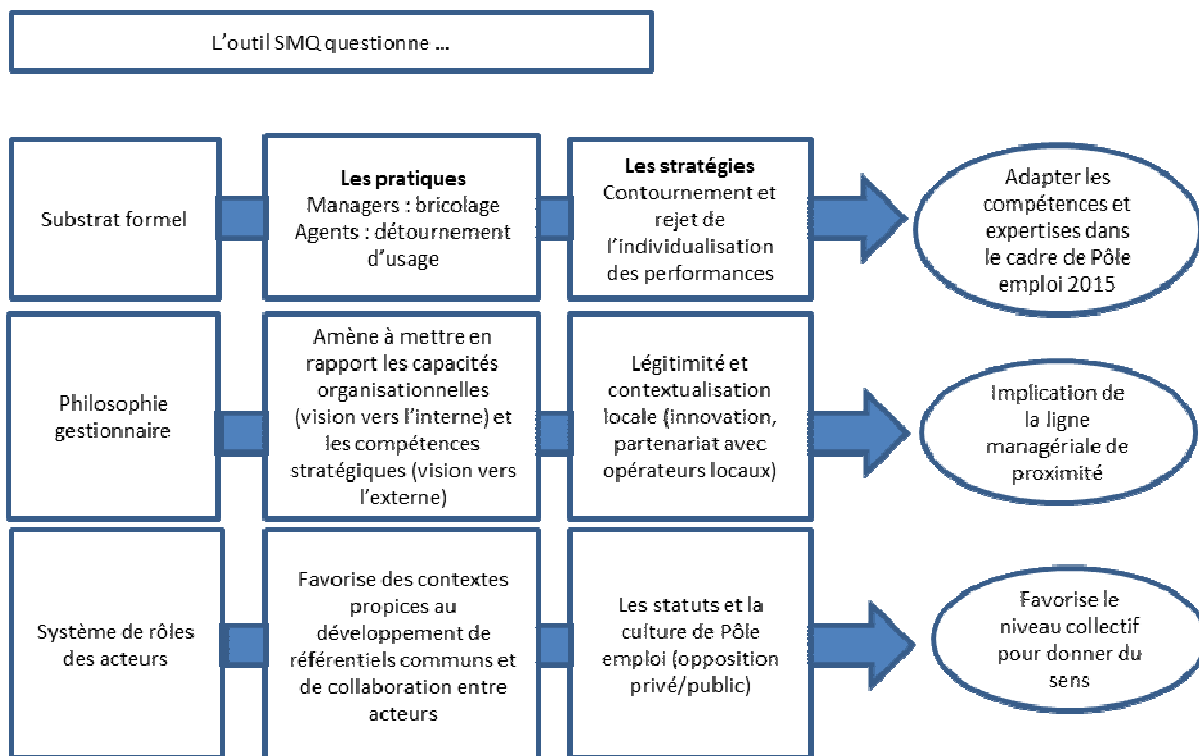 L'outil SMQ questionne ...
Substrat formel
Les pratiques
Managers : bricolage
Agents : détournement
d'usage
Les stratégies
Contournement et
rejet de
l'individualisation
des performances
Adapter les
compétences et
expertises dans
le cadre de Pôle
emploi 2015
Philosophie
gestionnaire
Amène à mettre en
rapport les capacités
organisationnelles
(vision vers l'interne) et
les compétences
stratégiques (vision vers
l'externe)
Légitimité et
contextualisation
locale (innovation,
partenariat avec
opérateurs locaux)
Implication de
la ligne
managériale de
proximité
Système de rôles
des acteurs
Favorise des contextes
propices au
développement de
référentiels communs et
de collaboration entre
acteurs
Les statuts et la
culture de Pôle
emploi (opposition
privé/public)
Favorise le
niveau collectif
pour donner du
sens